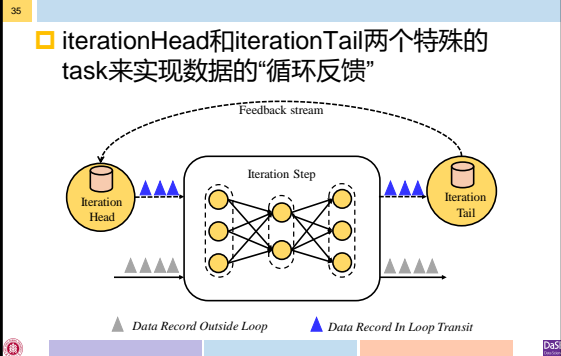 35
iterationHead和iterationTail两个特殊的
task来实现数据的“循环反馈”
Feedback stream
Iteration Step
Iteration
Head
Iteration
Tail
Data Record Outside Loop
Data Record In Loop Transit